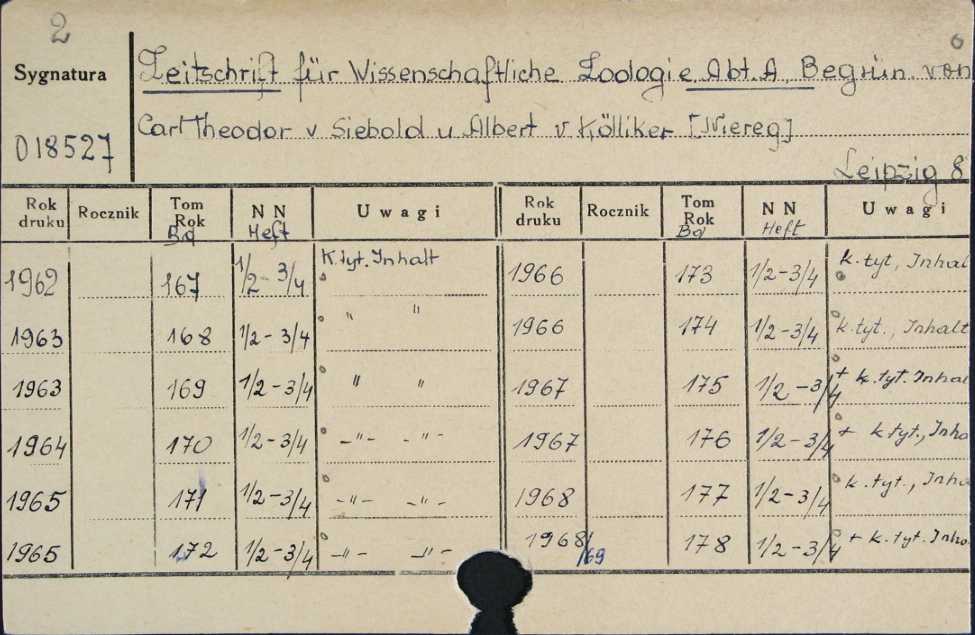 2
Sygnatura
Zeitschrift für Wissenschaftliche Zoologie Abt. A Begrün von
Carl Theodor v Siebold u Albert v Kölliker [Niereg]
D18527
Leipzig 8°
Rok druku Rocznik Tom Rok Bd N N Heft Uwagi Rok druku Rocznik Tom Rok Bd N N Heft Uwagi
1962 167 1/2-3/4 K.tyt. Inhalt 1966 173 1/2-3/4 k.tyt, Inhal
1963 168 1/2-3/4 " " 1966 174 1/2-3/4 k.tyt., Inhalt
1963 169 1/2-3/4 " " 1967 175 1/2-3/4 + k.tyt. Inhal
1964 170 1/2-3/4 -"- -"- 1967 176 1/2-3/4 + k.tyt., Inha
1965 171 1/2-3/4 -"- -"- 1968 177 1/2-3/4 k.tyt., Inha
1965 172 1/2-3/4 -"- -"- 1968/69 178 1/2-3/4 + k.tyt. Inha